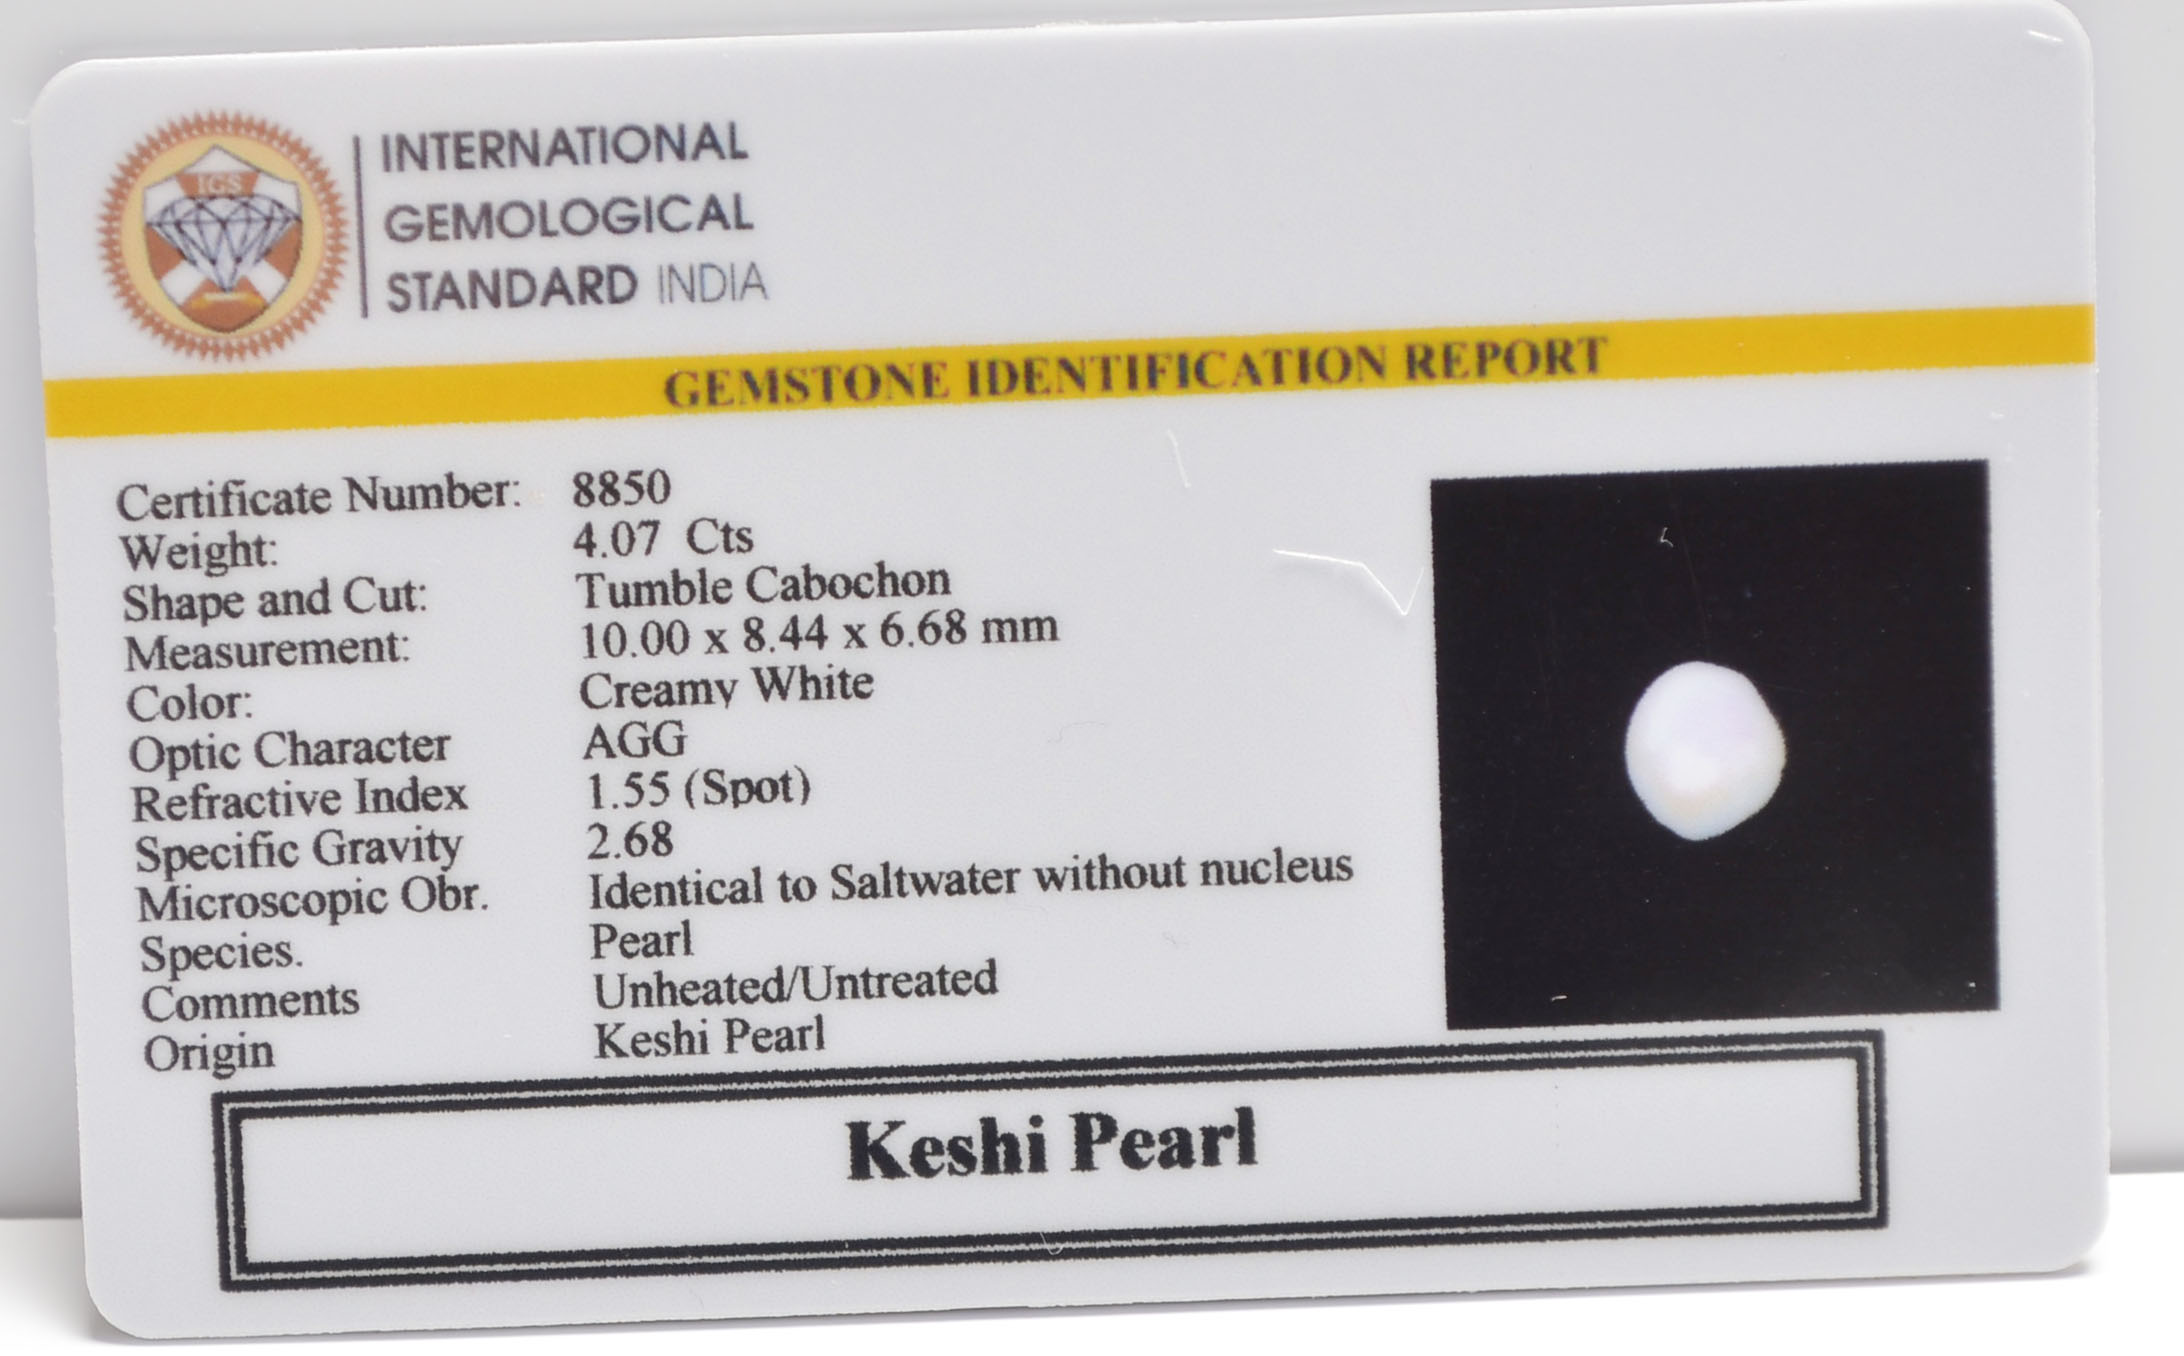 IGS
INTERNATIONAL
GEMOLOGICAL
STANDARD INDIA
GEMSTONE IDENTIFICATION REPORT
Certificate Number: 8850
Weight: 4.07 Cts
Shape and Cut: Tumble Cabochon
Measurement: 10.00 x 8.44 x 6.68 mm
Color: Creamy White
Optic Character AGG
Refractive Index 1.55 (Spot)
Specific Gravity 2.68
Microscopic Obr. Identical to Saltwater without nucleus
Species. Pearl
Comments Unheated/Untreated
Origin Keshi Pearl
Keshi Pearl